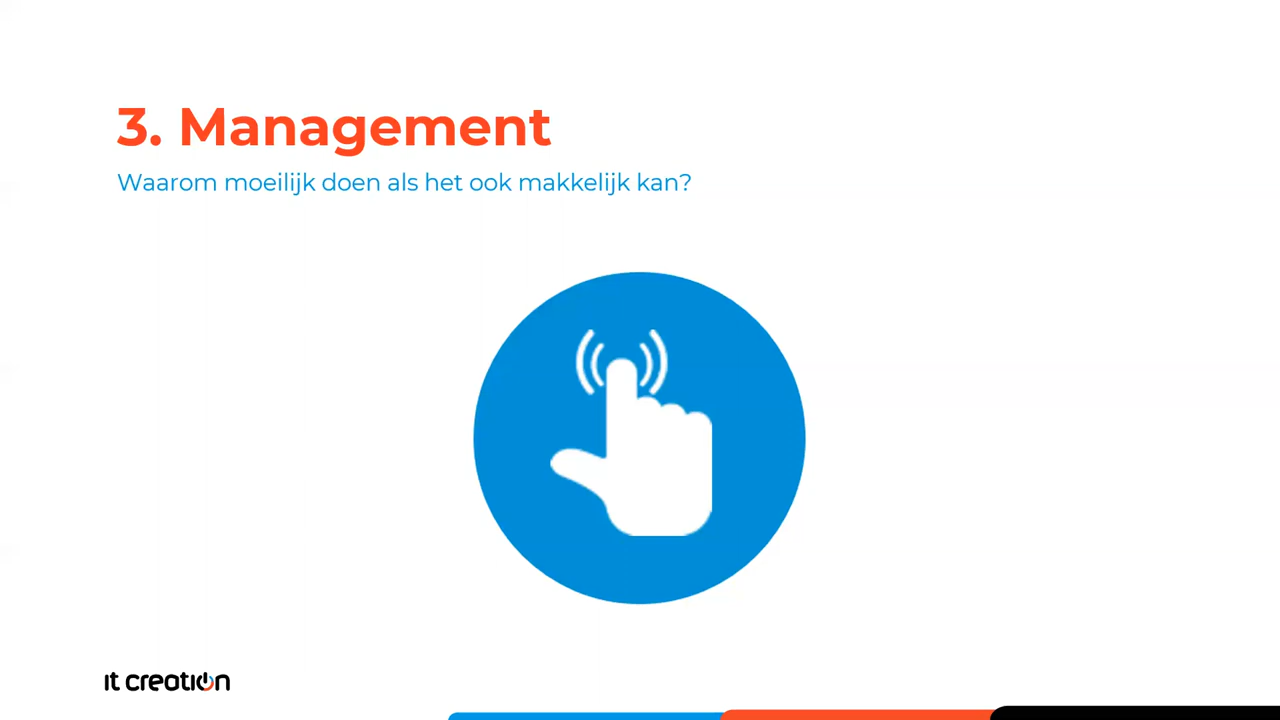 3. Management
Waarom moeilijk doen als het ook makkelijk kan?
it creation